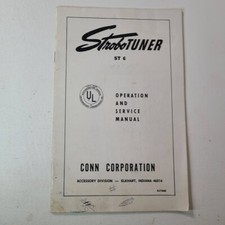 StroboTUNER
ST 6
UL
OPERATION
AND
SERVICE
MANUAL
CONN CORPORATION
ACCESSORY DIVISION — ELKHART, INDIANA 46514